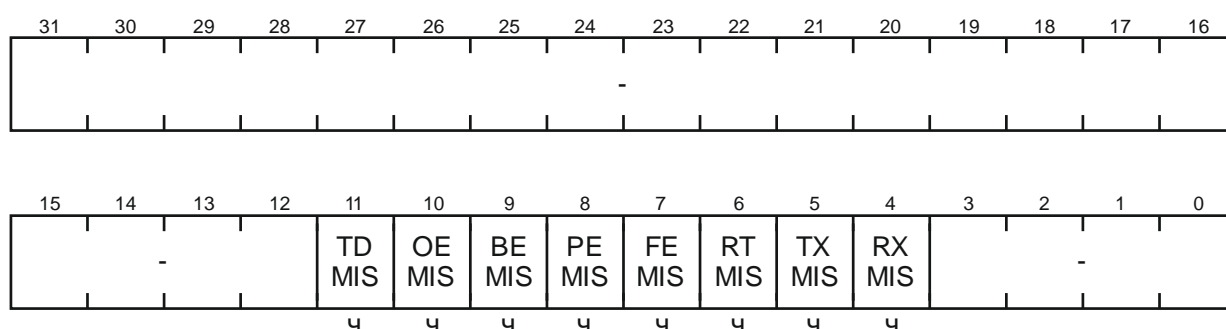 31 30 29 28 27 26 25 24 23 22 21 20 19 18 17 16
-
15 14 13 12 11 10 9 8 7 6 5 4 3 2 1 0
- TD MIS OE MIS BE MIS PE MIS FE MIS RT MIS TX MIS RX MIS -
ч ч ч ч ч ч ч ч